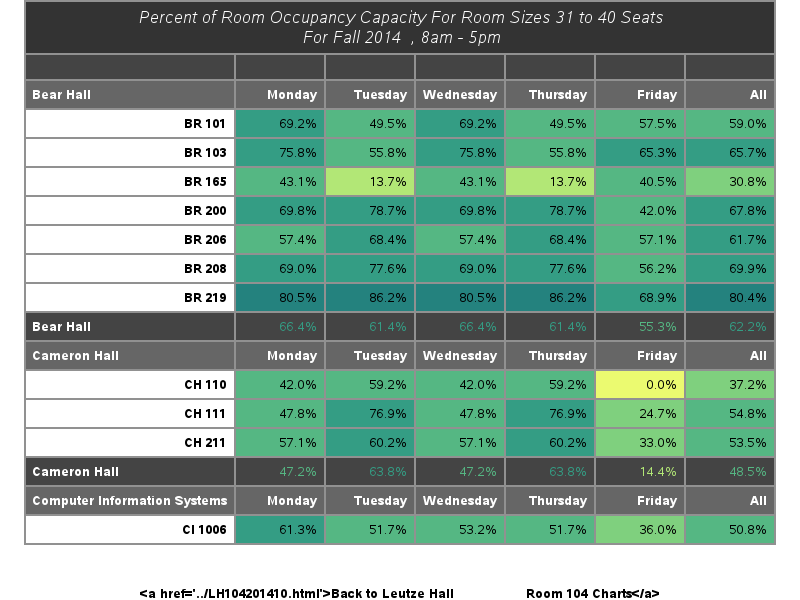 Percent of Room Occupancy Capacity For Room Sizes 31 to 40 Seats
For Fall 2014 , 8am - 5pm
Bear Hall Monday Tuesday Wednesday Thursday Friday All
BR 101 69.2% 49.5% 69.2% 49.5% 57.5% 59.0%
BR 103 75.8% 55.8% 75.8% 55.8% 65.3% 65.7%
BR 165 43.1% 13.7% 43.1% 13.7% 40.5% 30.8%
BR 200 69.8% 78.7% 69.8% 78.7% 42.0% 67.8%
BR 206 57.4% 68.4% 57.4% 68.4% 57.1% 61.7%
BR 208 69.0% 77.6% 69.0% 77.6% 56.2% 69.9%
BR 219 80.5% 86.2% 80.5% 86.2% 68.9% 80.4%
Bear Hall 66.4% 61.4% 66.4% 61.4% 55.3% 62.2%
Cameron Hall Monday Tuesday Wednesday Thursday Friday All
CH 110 42.0% 59.2% 42.0% 59.2% 0.0% 37.2%
CH 111 47.8% 76.9% 47.8% 76.9% 24.7% 54.8%
CH 211 57.1% 60.2% 57.1% 60.2% 33.0% 53.5%
Cameron Hall 47.2% 63.8% 47.2% 63.8% 14.4% 48.5%
Computer Information Systems Monday Tuesday Wednesday Thursday Friday All
CI 1006 61.3% 51.7% 53.2% 51.7% 36.0% 50.8%
<a href='../LH104201410.html'>Back to Leutze Hall Room 104 Charts</a>